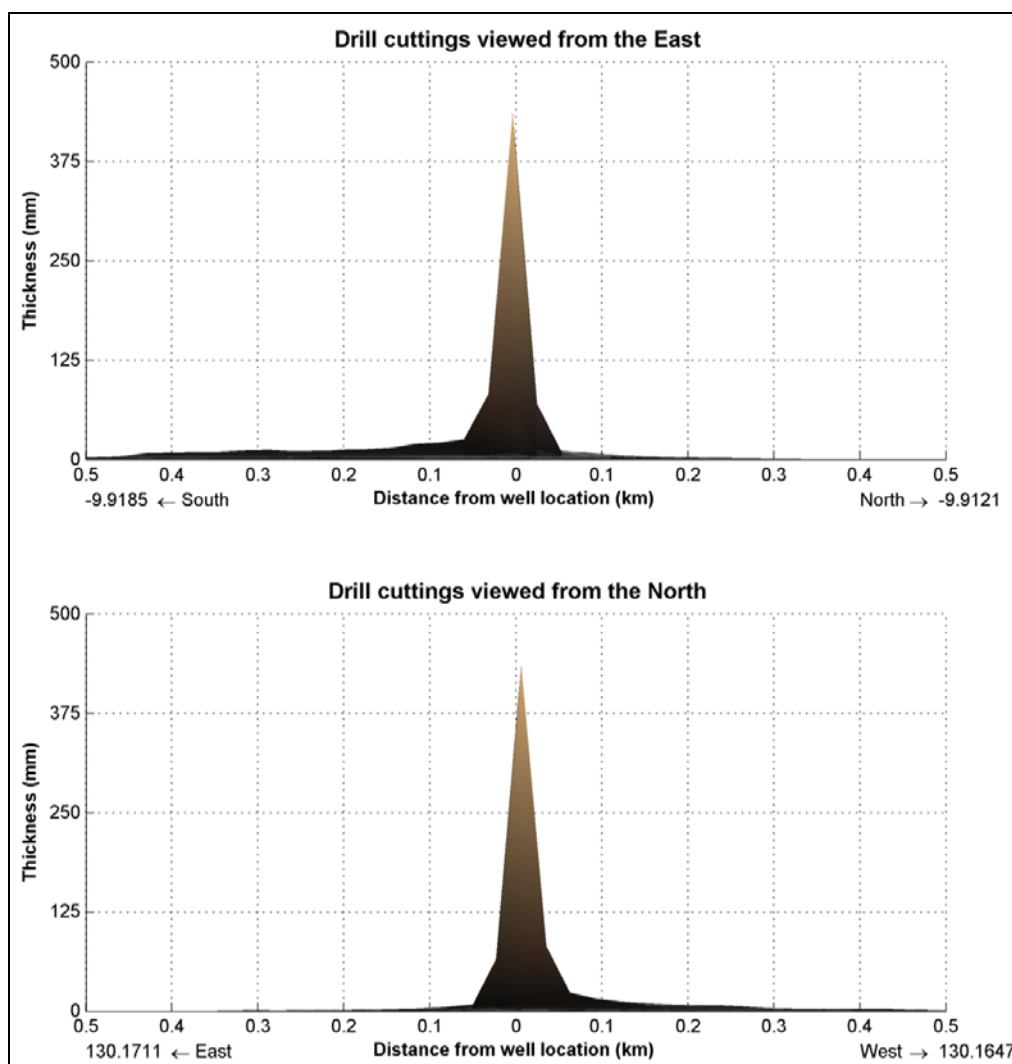 Drill cuttings viewed from the East
500
375
250
125
0
Thickness (mm)
0.5 0.4 0.3 0.2 0.1 0 0.1 0.2 0.3 0.4 0.5
-9.9185 ← South Distance from well location (km) North → -9.9121
Drill cuttings viewed from the North
500
375
250
125
0
Thickness (mm)
0.5 0.4 0.3 0.2 0.1 0 0.1 0.2 0.3 0.4 0.5
130.1711 ← East Distance from well location (km) West → 130.1647